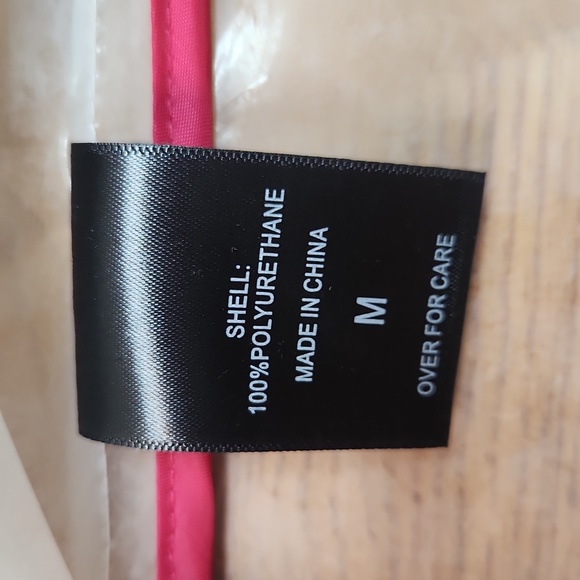 SHELL:
100%POLYURETHANE
MADE IN CHINA
M
OVER FOR CARE